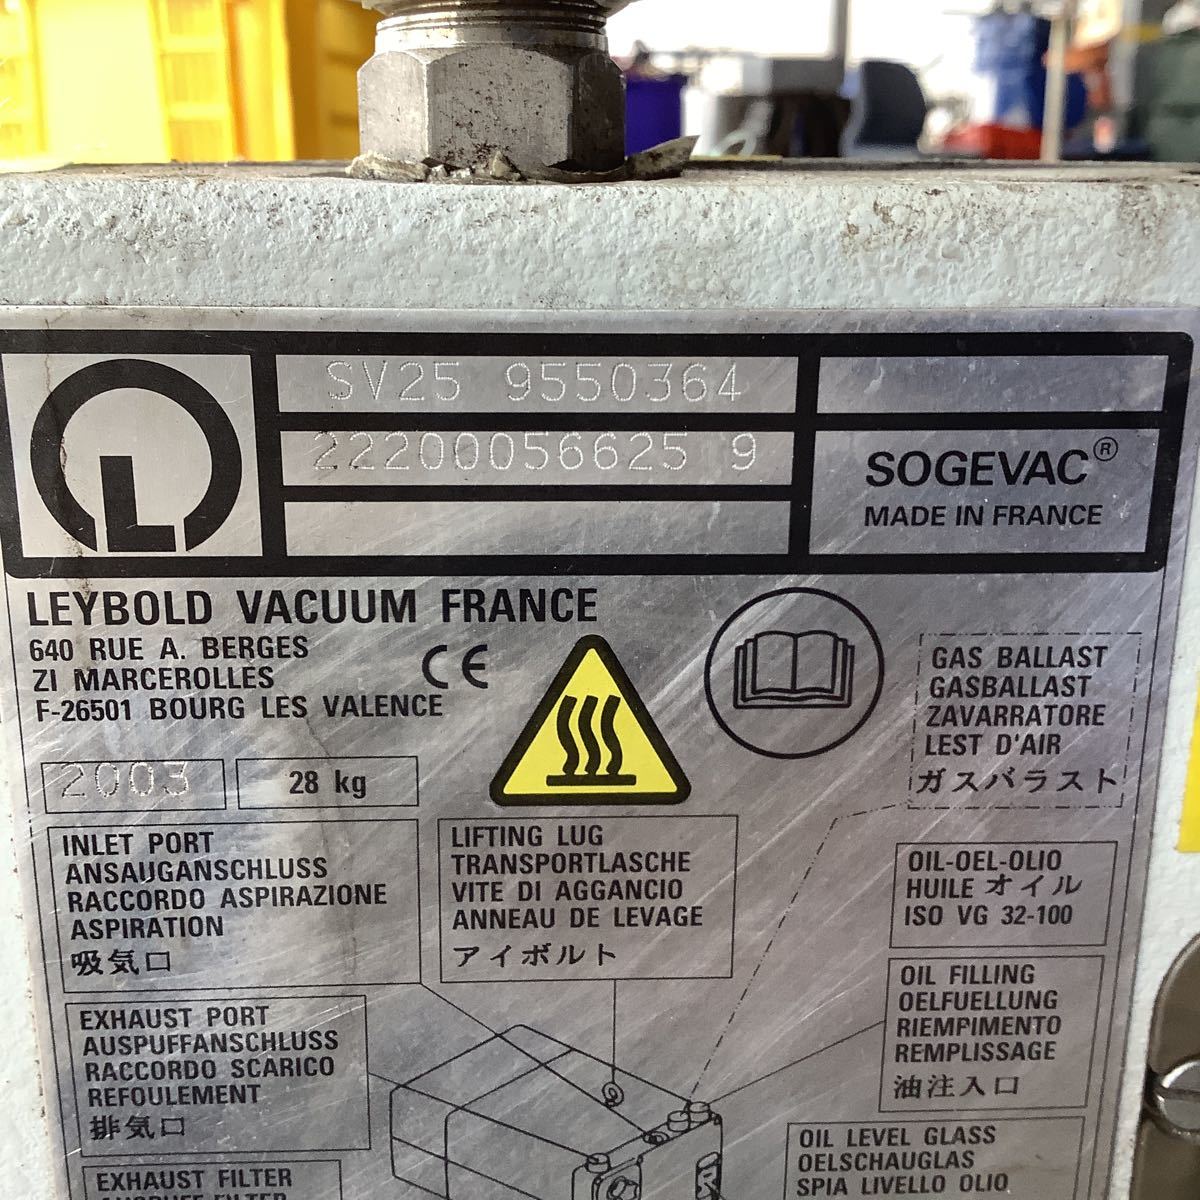 SV25 9550364
22200056625 9
SOGEVAC®
MADE IN FRANCE
L
LEYBOLD VACUUM FRANCE
640 RUE A. BERGES
ZI MARCEROLLES
F-26501 BOURG LES VALENCE
CE
2003
28 kg
GAS BALLAST
GASBALLAST
ZAVARRATORE
LEST D'AIR
ガスバラスト
INLET PORT
ANSAUGANSCHLUSS
RACCORDO ASPIRAZIONE
ASPIRATION
吸気口
LIFTING LUG
TRANSPORTLASCHE
VITE DI AGGANCIO
ANNEAU DE LEVAGE
アイボルト
OIL-OEL-OLIO
HUILE オイル
ISO VG 32-100
EXHAUST PORT
AUSPUFFANSCHLUSS
RACCORDO SCARICO
REFOULEMENT
排気口
OIL FILLING
OELFUELLUNG
RIEMPIMENTO
REMPLISSAGE
油注入口
EXHAUST FILTER
AUSPUFF-FILTER
OIL LEVEL GLASS
OELSCHAUGLAS
SPIA LIVELLO OLIO